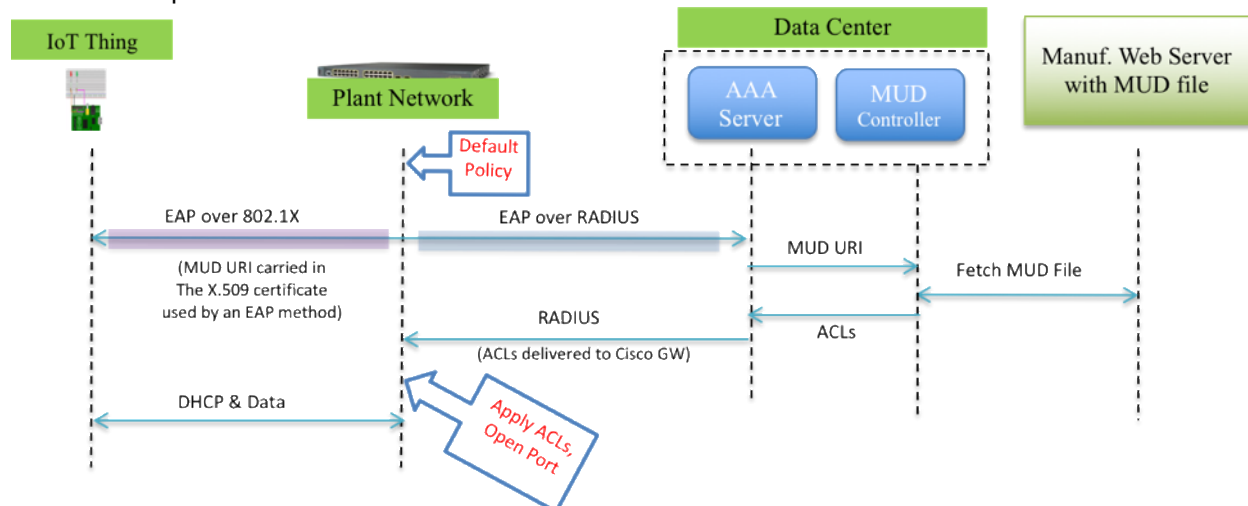 IoT Thing
Plant Network
Data Center
AAA
Server
MUD
Controller
Manuf. Web Server
with MUD file
Default
Policy
EAP over 802.1X
EAP over RADIUS
(MUD URI carried in
The X.509 certificate
used by an EAP method)
MUD URI
Fetch MUD File
ACLs
RADIUS
(ACLs delivered to Cisco GW)
DHCP & Data
Apply ACLs,
Open Port